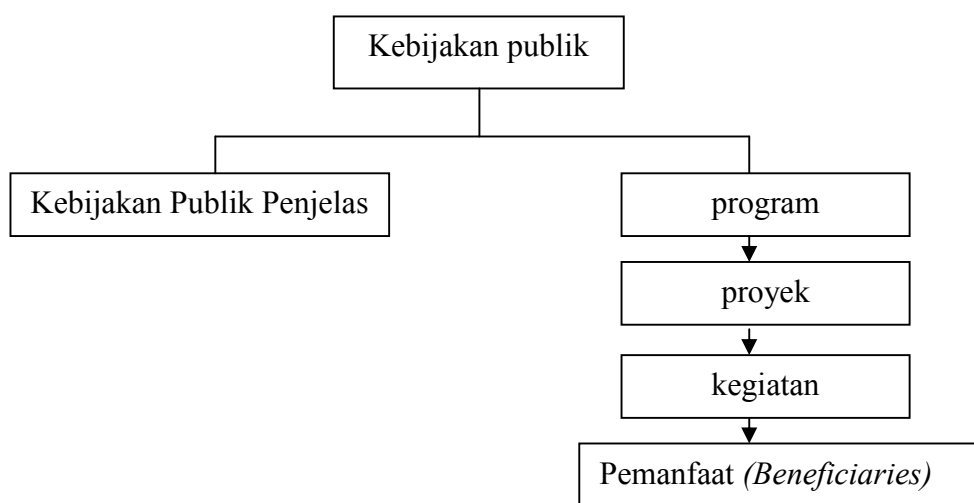 Kebijakan publik
Kebijakan Publik Penjelas
program
proyek
kegiatan
Pemanfaat (Beneficiaries)